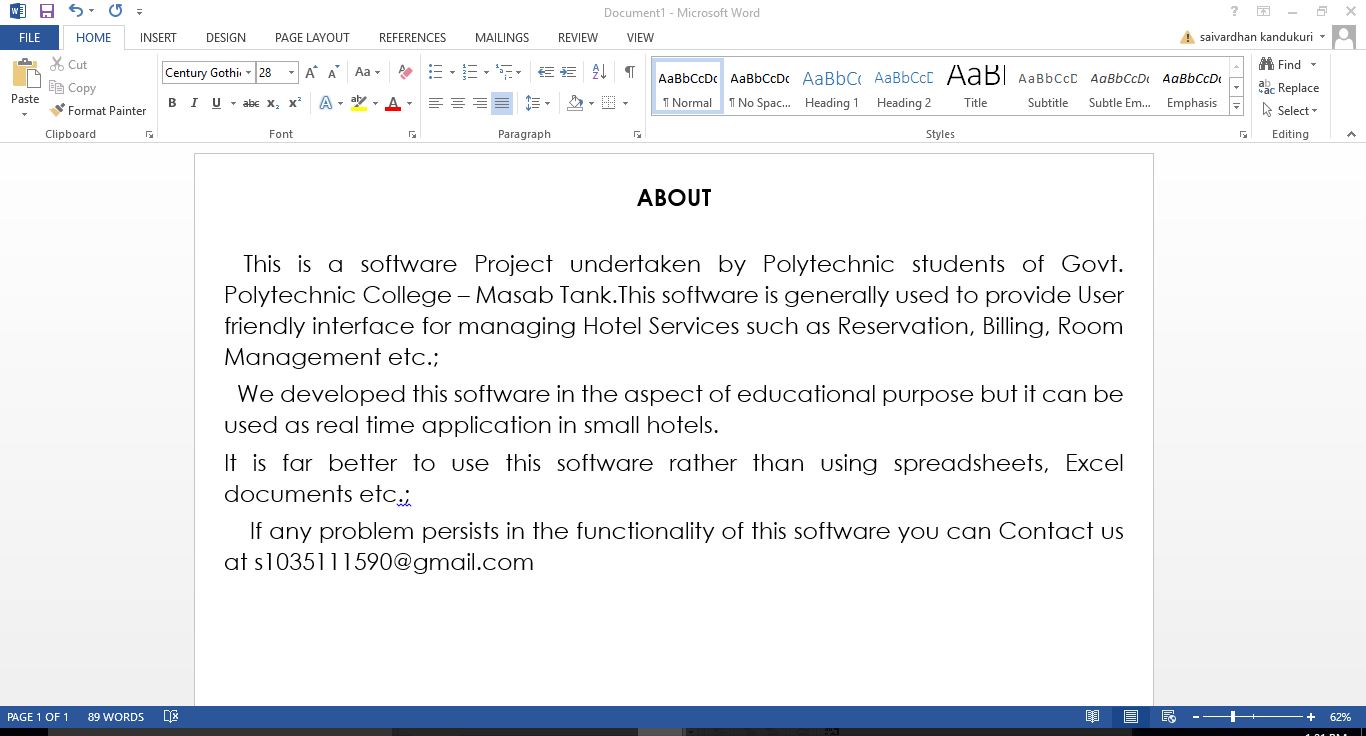 Document1 - Microsoft Word
FILE HOME INSERT DESIGN PAGE LAYOUT REFERENCES MAILINGS REVIEW VIEW saivardhan kandukuri
Paste
Cut
Copy
Format Painter
Clipboard
Century Gothi 28
Font
Paragraph
AaBbCcDc AaBbCcDc AaBbCc AaBbCcD AaBl AaBbCcD AaBbCcDc AaBbCcDc
¶ Normal ¶ No Spac... Heading 1 Heading 2 Title Subtitle Subtle Em... Emphasis
Styles
Find
Replace
Select
Editing
ABOUT
This is a software Project undertaken by Polytechnic students of Govt.
Polytechnic College – Masab Tank.This software is generally used to provide User
friendly interface for managing Hotel Services such as Reservation, Billing, Room
Management etc.;
We developed this software in the aspect of educational purpose but it can be
used as real time application in small hotels.
It is far better to use this software rather than using spreadsheets, Excel
documents etc.;
If any problem persists in the functionality of this software you can Contact us
at s1035111590@gmail.com
PAGE 1 OF 1 89 WORDS 62%